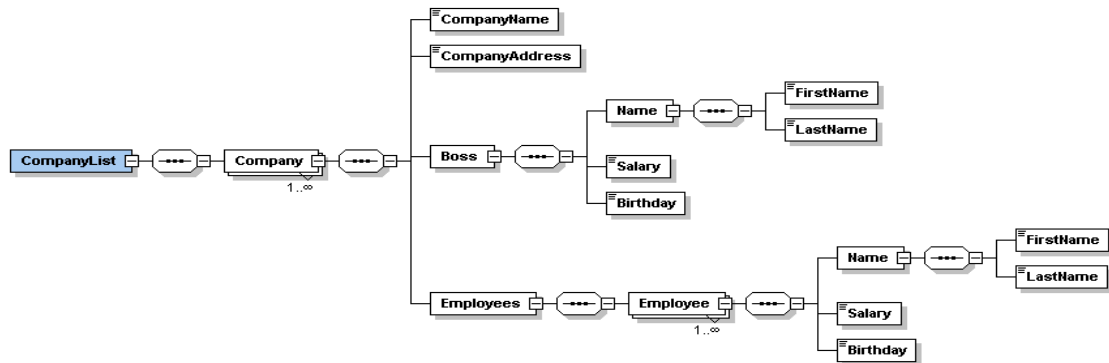 CompanyName
CompanyAddress
FirstName
Name
LastName
CompanyList
Company
Boss
Salary
1..∞
Birthday
FirstName
Name
LastName
Employees
Employee
Salary
1..∞
Birthday